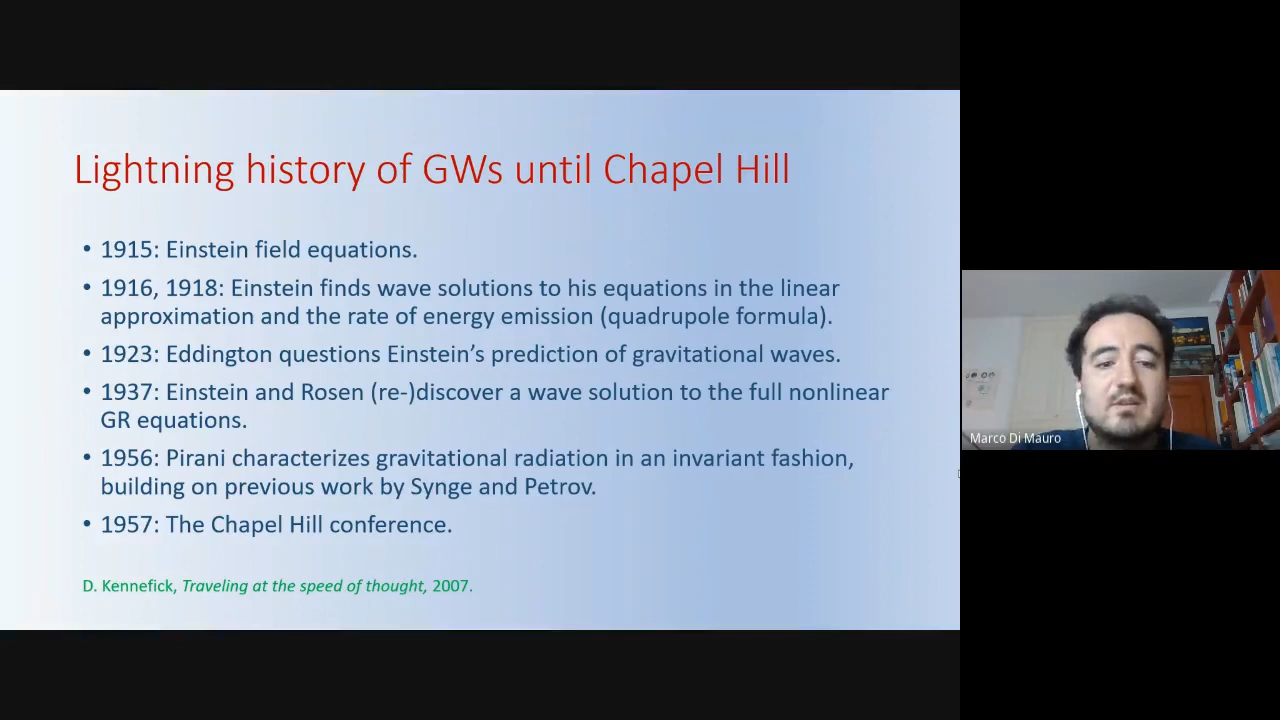 Lightning history of GWs until Chapel Hill
• 1915: Einstein field equations.
• 1916, 1918: Einstein finds wave solutions to his equations in the linear
approximation and the rate of energy emission (quadrupole formula).
• 1923: Eddington questions Einstein’s prediction of gravitational waves.
• 1937: Einstein and Rosen (re-)discover a wave solution to the full nonlinear
GR equations.
• 1956: Pirani characterizes gravitational radiation in an invariant fashion,
building on previous work by Synge and Petrov.
• 1957: The Chapel Hill conference.
D. Kennefick, Traveling at the speed of thought, 2007.
Marco Di Mauro